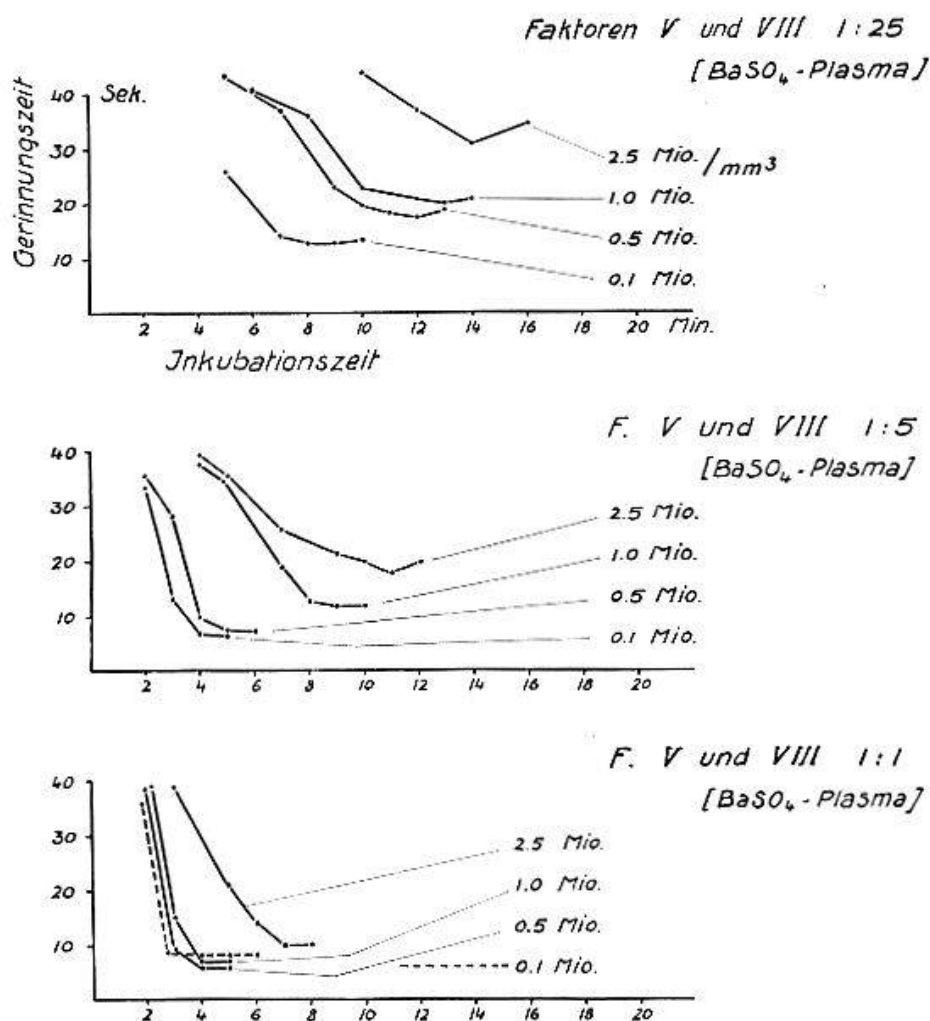 Faktoren V und VIII 1:25
[BaSO₄-Plasma]
Gerinnungszeit
Sek.
40
30
20
10
2.5 Mio.
/mm³
1.0 Mio.
0.5 Mio.
0.1 Mio.
2 4 6 8 10 12 14 16 18 20 Min.
Inkubationszeit
F. V und VIII 1:5
[BaSO₄-Plasma]
40
30
20
10
2.5 Mio.
1.0 Mio.
0.5 Mio.
0.1 Mio.
2 4 6 8 10 12 14 16 18 20
F. V und VIII 1:1
[BaSO₄-Plasma]
40
30
20
10
2.5 Mio.
1.0 Mio.
0.5 Mio.
0.1 Mio.
2 4 6 8 10 12 14 16 18 20